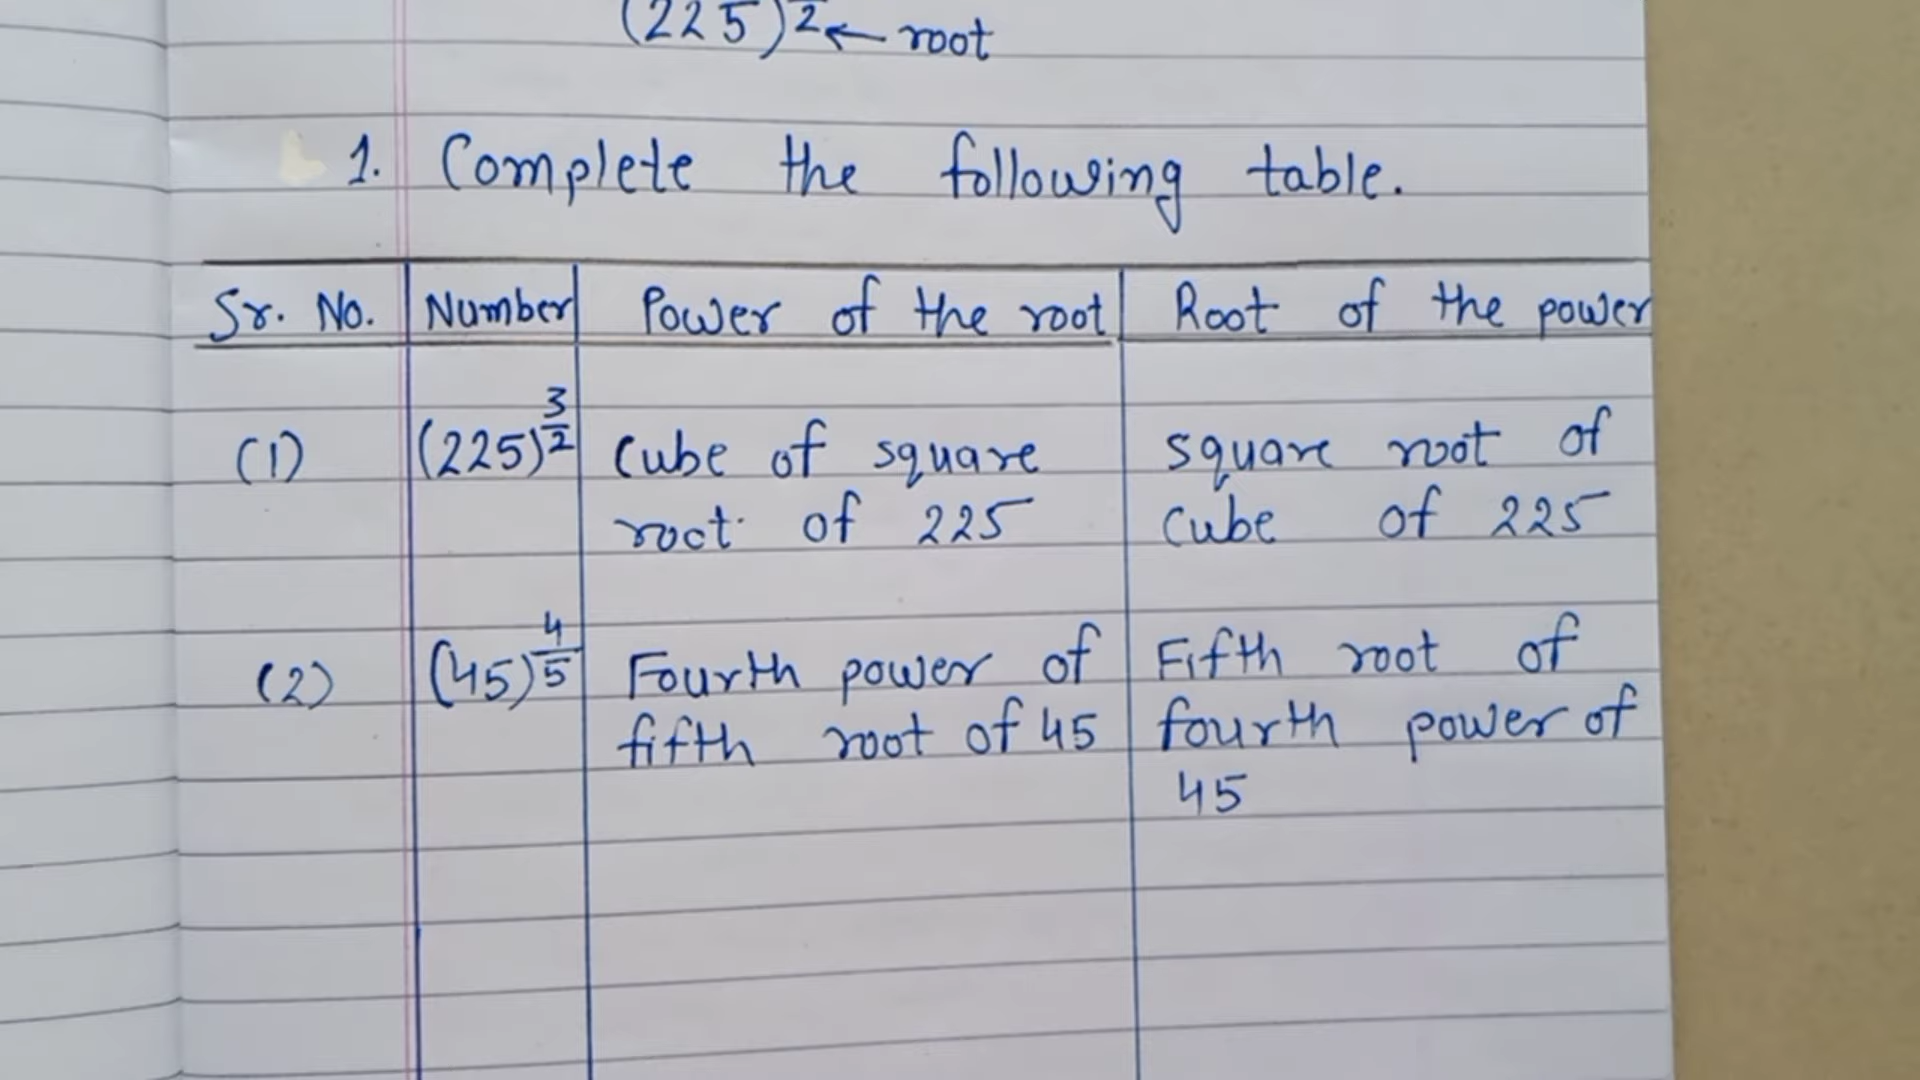 (225)^2 ← root
1. Complete the following table.
Sr. No. Number Power of the root Root of the power
(1) (225)^(3/2) Cube of square square root of
root of 225 cube of 225
(2) (45)^(4/5) Fourth power of Fifth root of
fifth root of 45 fourth power of
45